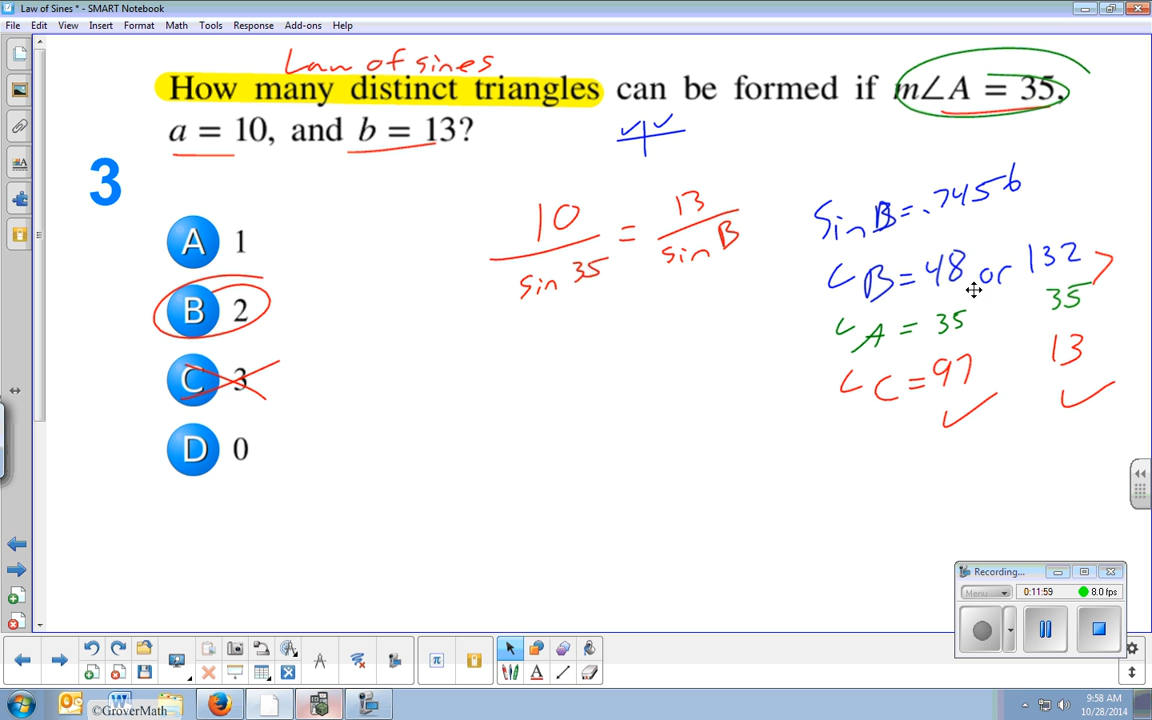 Law of Sines * - SMART Notebook
File Edit View Insert Format Math Tools Response Add-ons Help
Law of sines
How many distinct triangles can be formed if m∠A = 35,
a = 10, and b = 13?
3
A 1
B 2
C 3
D 0
10 / sin 35 = 13 / sin B
sin B = .7456
∠B = 48 or 132
∠A = 35 35
∠C = 97 13
Recording...
Menu 0:11:59 8.0 fps
π A
©GroverMath
9:58 AM
10/28/2014